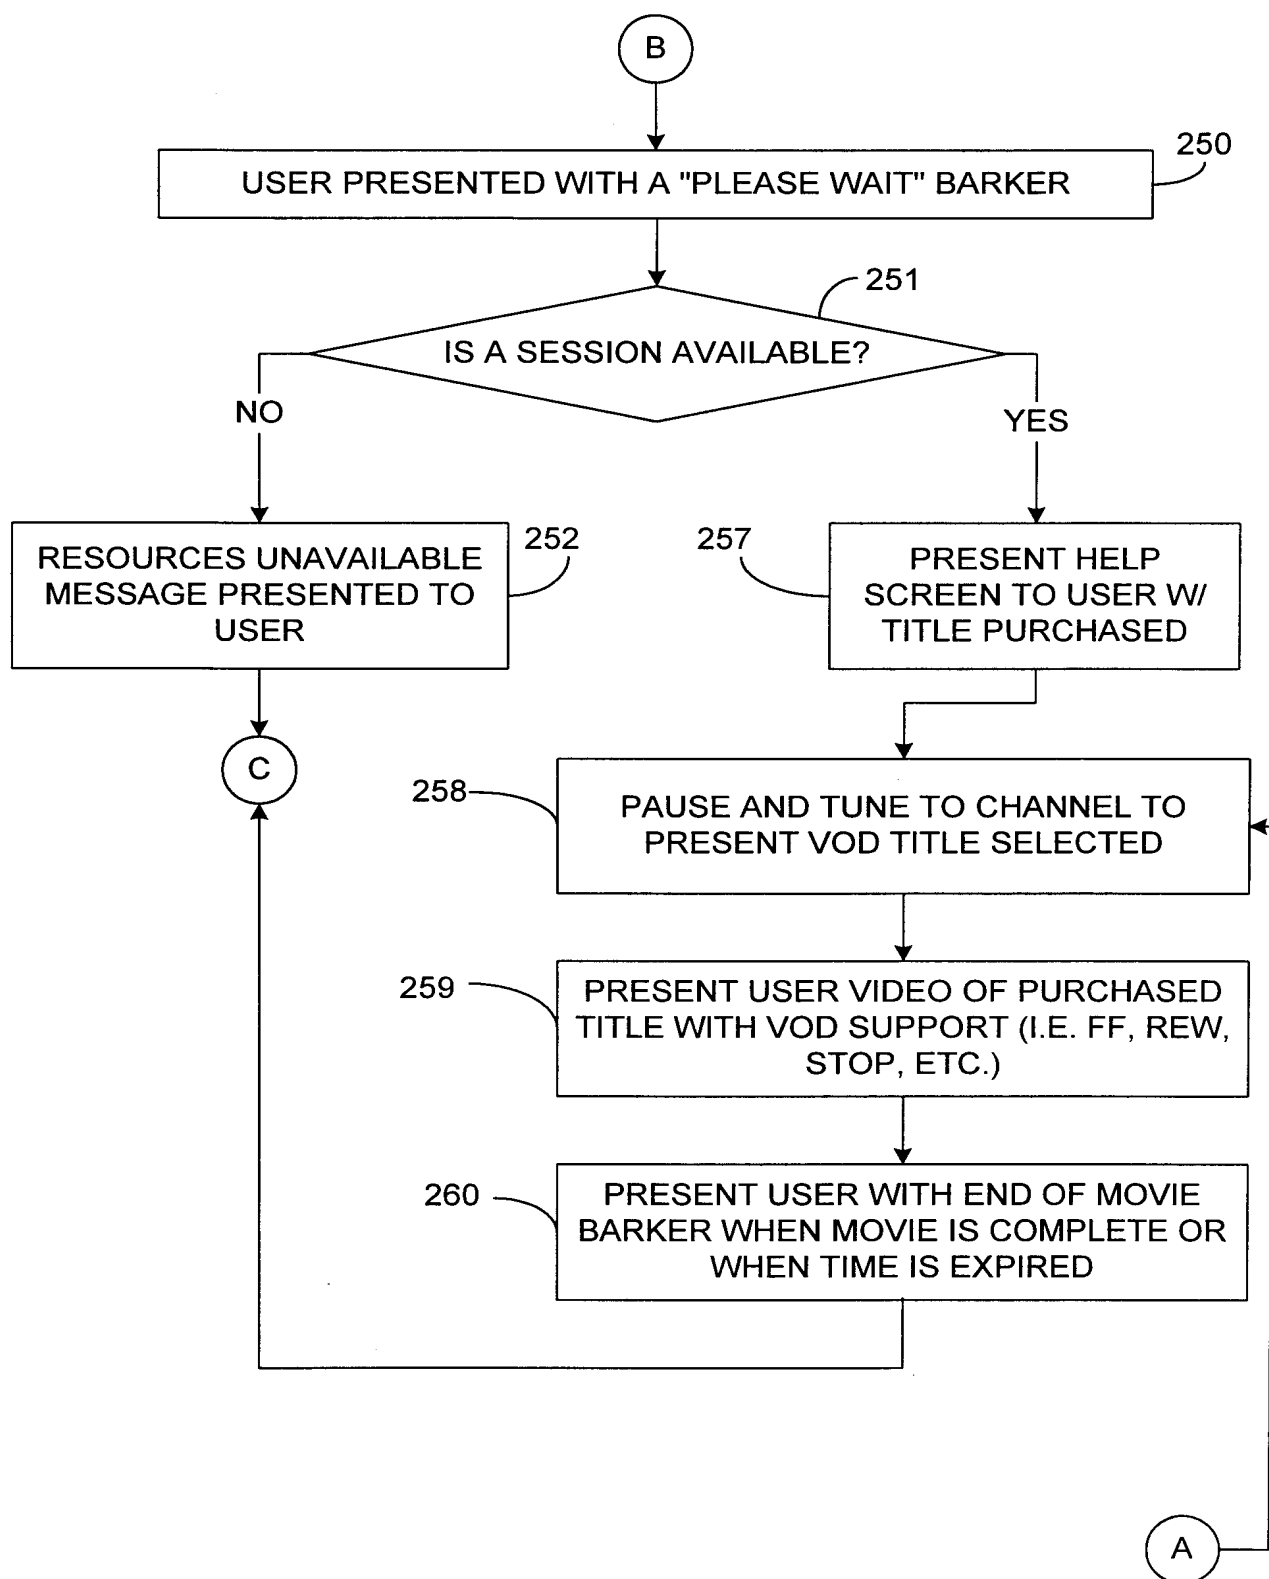 B
250
USER PRESENTED WITH A "PLEASE WAIT" BARKER
251
IS A SESSION AVAILABLE?
NO
YES
252
RESOURCES UNAVAILABLE
MESSAGE PRESENTED TO
USER
257
PRESENT HELP
SCREEN TO USER W/
TITLE PURCHASED
C
258
PAUSE AND TUNE TO CHANNEL TO
PRESENT VOD TITLE SELECTED
259
PRESENT USER VIDEO OF PURCHASED
TITLE WITH VOD SUPPORT (I.E. FF, REW,
STOP, ETC.)
260
PRESENT USER WITH END OF MOVIE
BARKER WHEN MOVIE IS COMPLETE OR
WHEN TIME IS EXPIRED
A